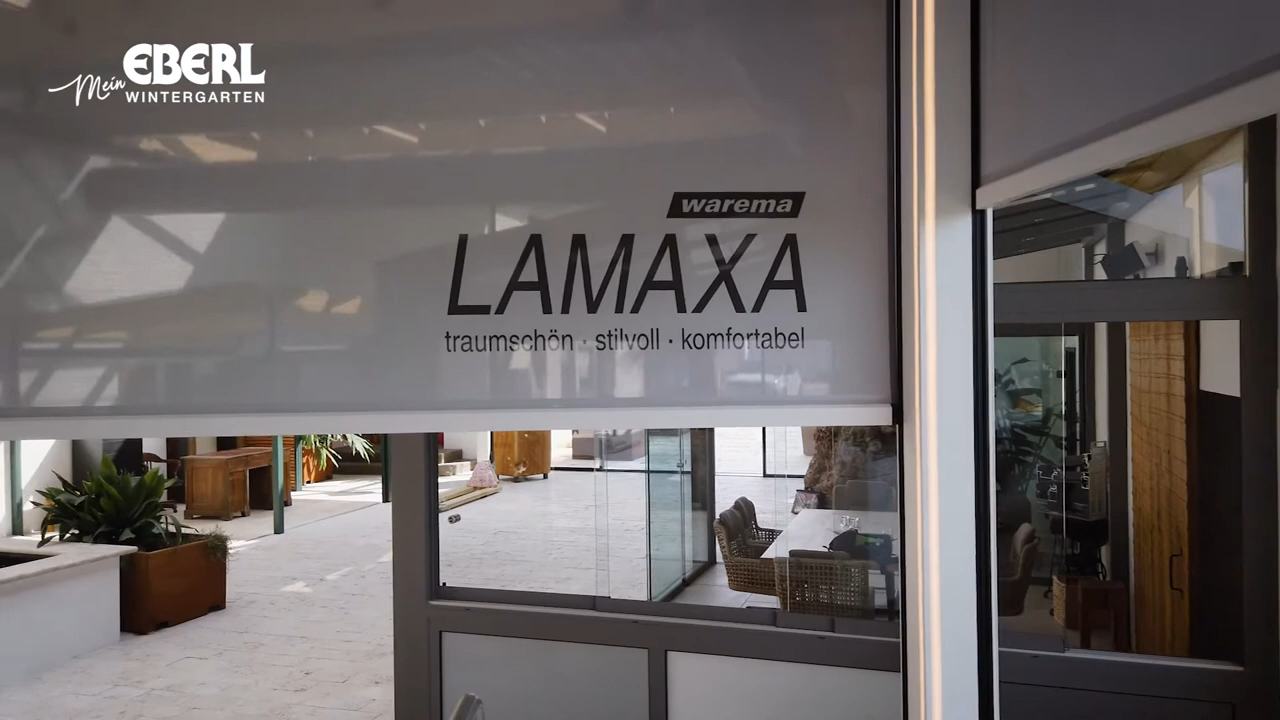 Mein EBERL
WINTERGARTEN
warema
LAMAXA
traumschön · stilvoll · komfortabel